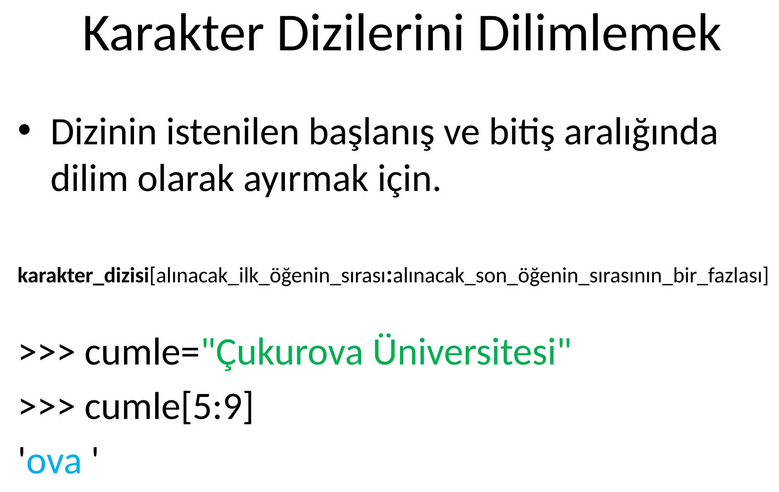 Karakter Dizilerini Dilimlemek
• Dizinin istenilen başlanış ve bitiş aralığında
dilim olarak ayırmak için.
karakter_dizisi[alınacak_ilk_öğenin_sırası:alınacak_son_öğenin_sırasının_bir_fazlası]
>>> cumle="Çukurova Üniversitesi"
>>> cumle[5:9]
'ova '